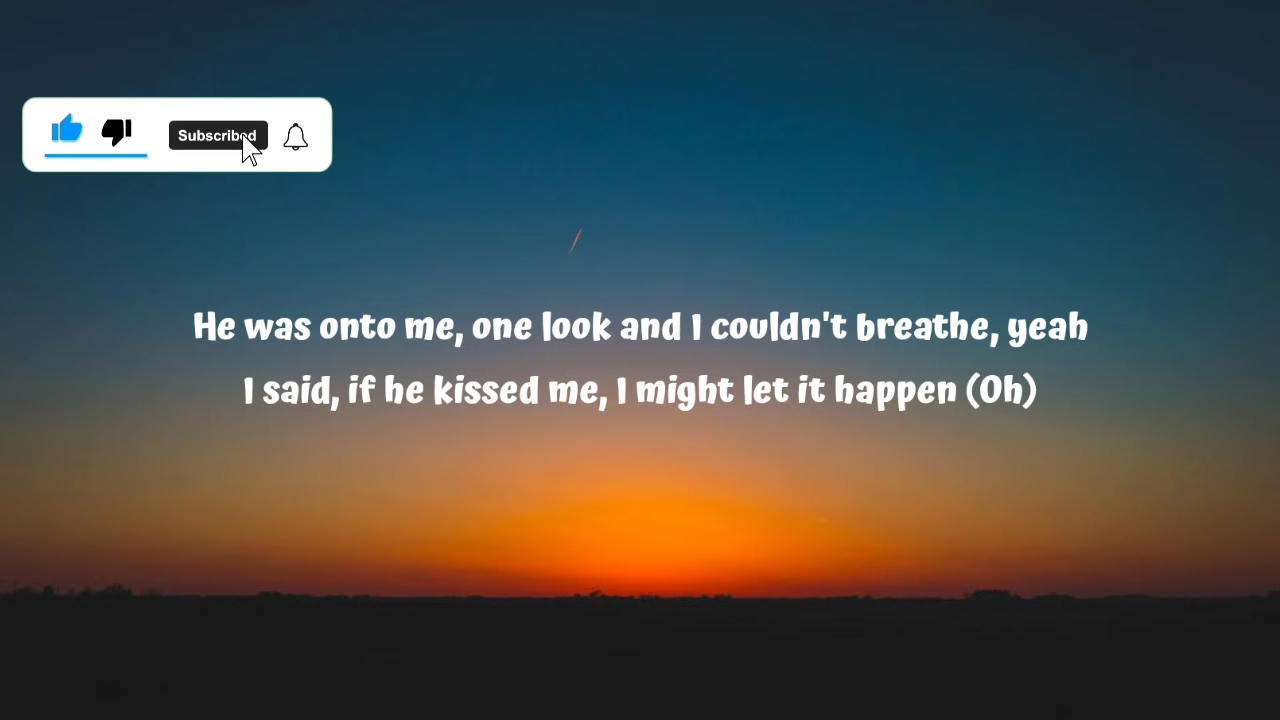 Subscribed
He was onto me, one look and I couldn't breathe, yeah
I said, if he kissed me, I might let it happen (Oh)